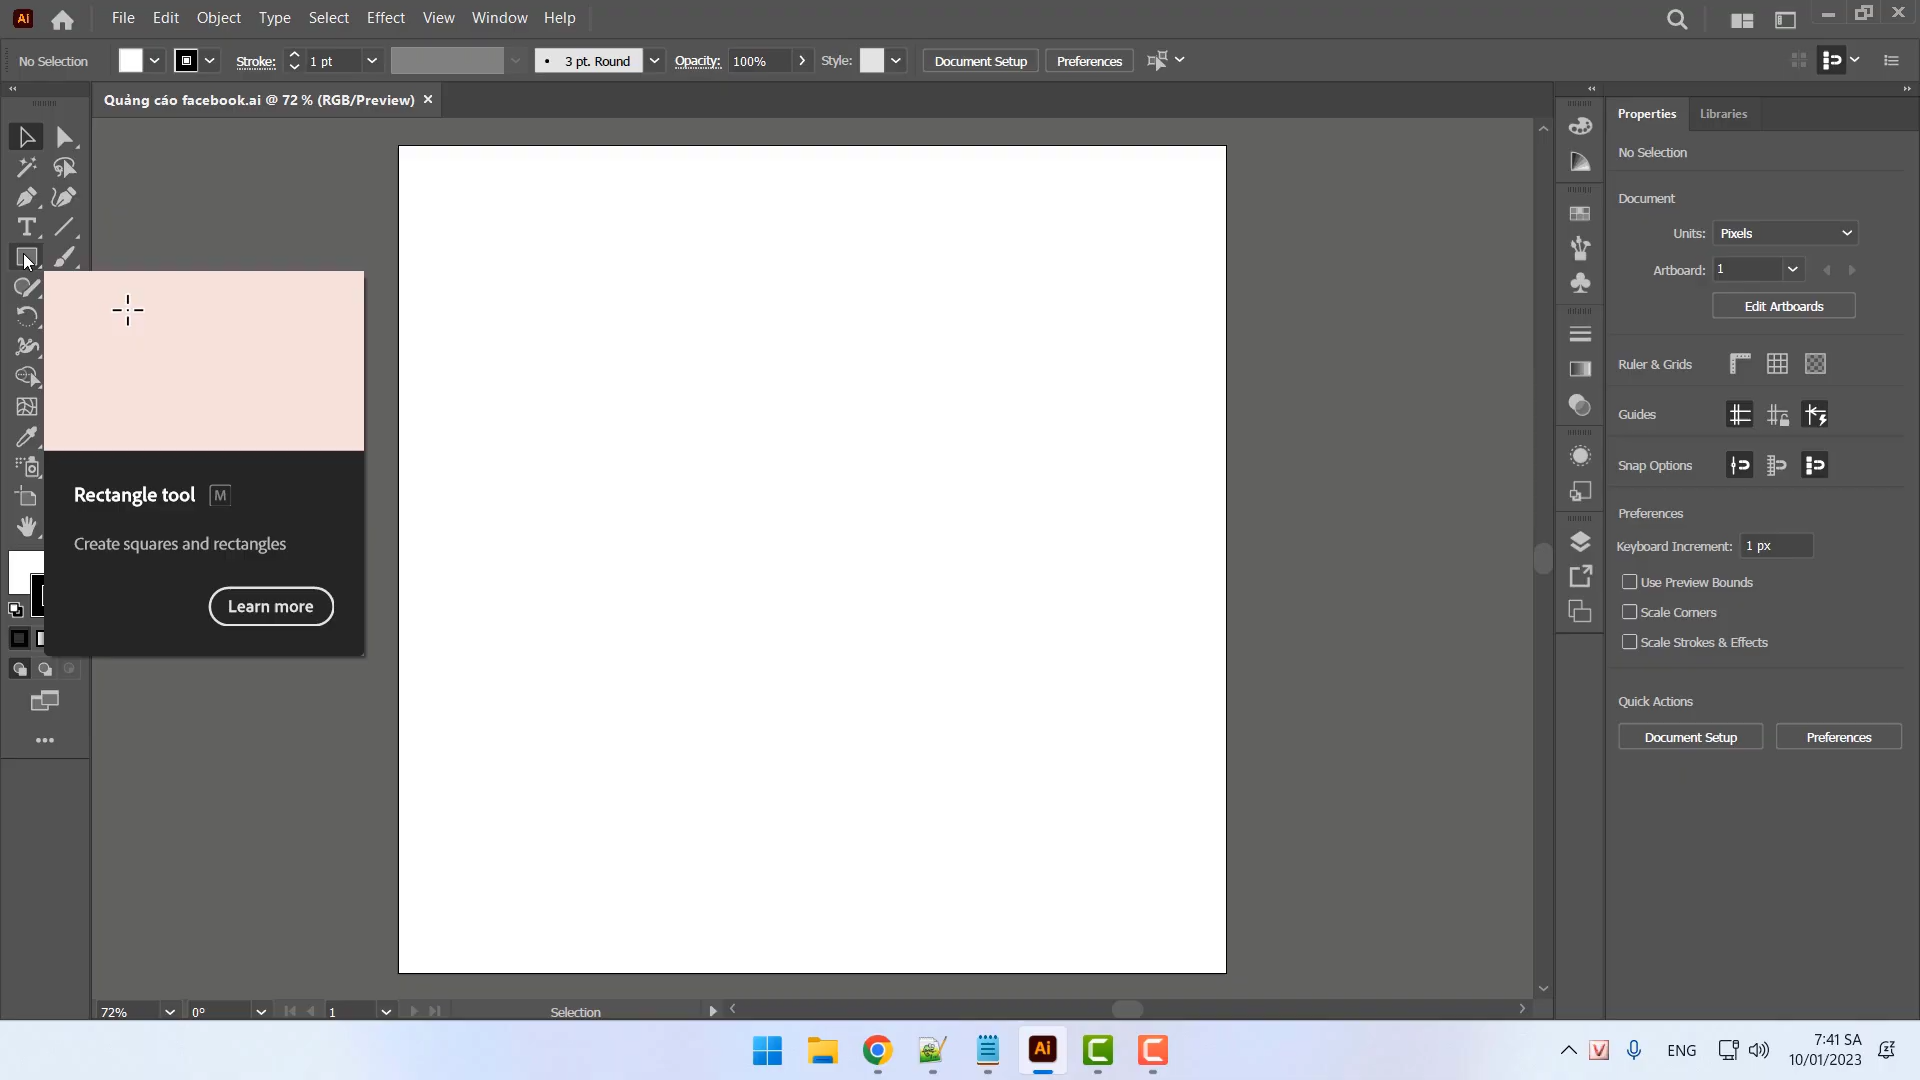 Ai File Edit Object Type Select Effect View Window Help
No Selection Stroke: 1 pt 3 pt. Round Opacity: 100% Style: Document Setup Preferences
Quảng cáo facebook.ai @ 72 % (RGB/Preview) ×
Properties Libraries
No Selection
Document
Units: Pixels
Artboard: 1
Edit Artboards
Ruler & Grids
Guides
Snap Options
Preferences
Keyboard Increment: 1 px
Use Preview Bounds
Scale Corners
Scale Strokes & Effects
Quick Actions
Document Setup Preferences
Rectangle tool M
Create squares and rectangles
Learn more
72% 0° 1 Selection
Ai
ENG
7:41 SA
10/01/2023